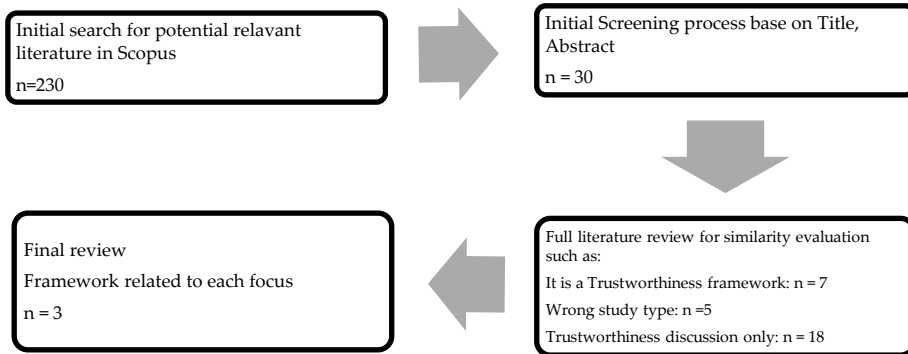 Initial search for potential relavant
literature in Scopus
n=230
Initial Screening process base on Title,
Abstract
n = 30
Full literature review for similarity evaluation
such as:
It is a Trustworthiness framework: n = 7
Wrong study type: n =5
Trustworthiness discussion only: n = 18
Final review
Framework related to each focus
n = 3